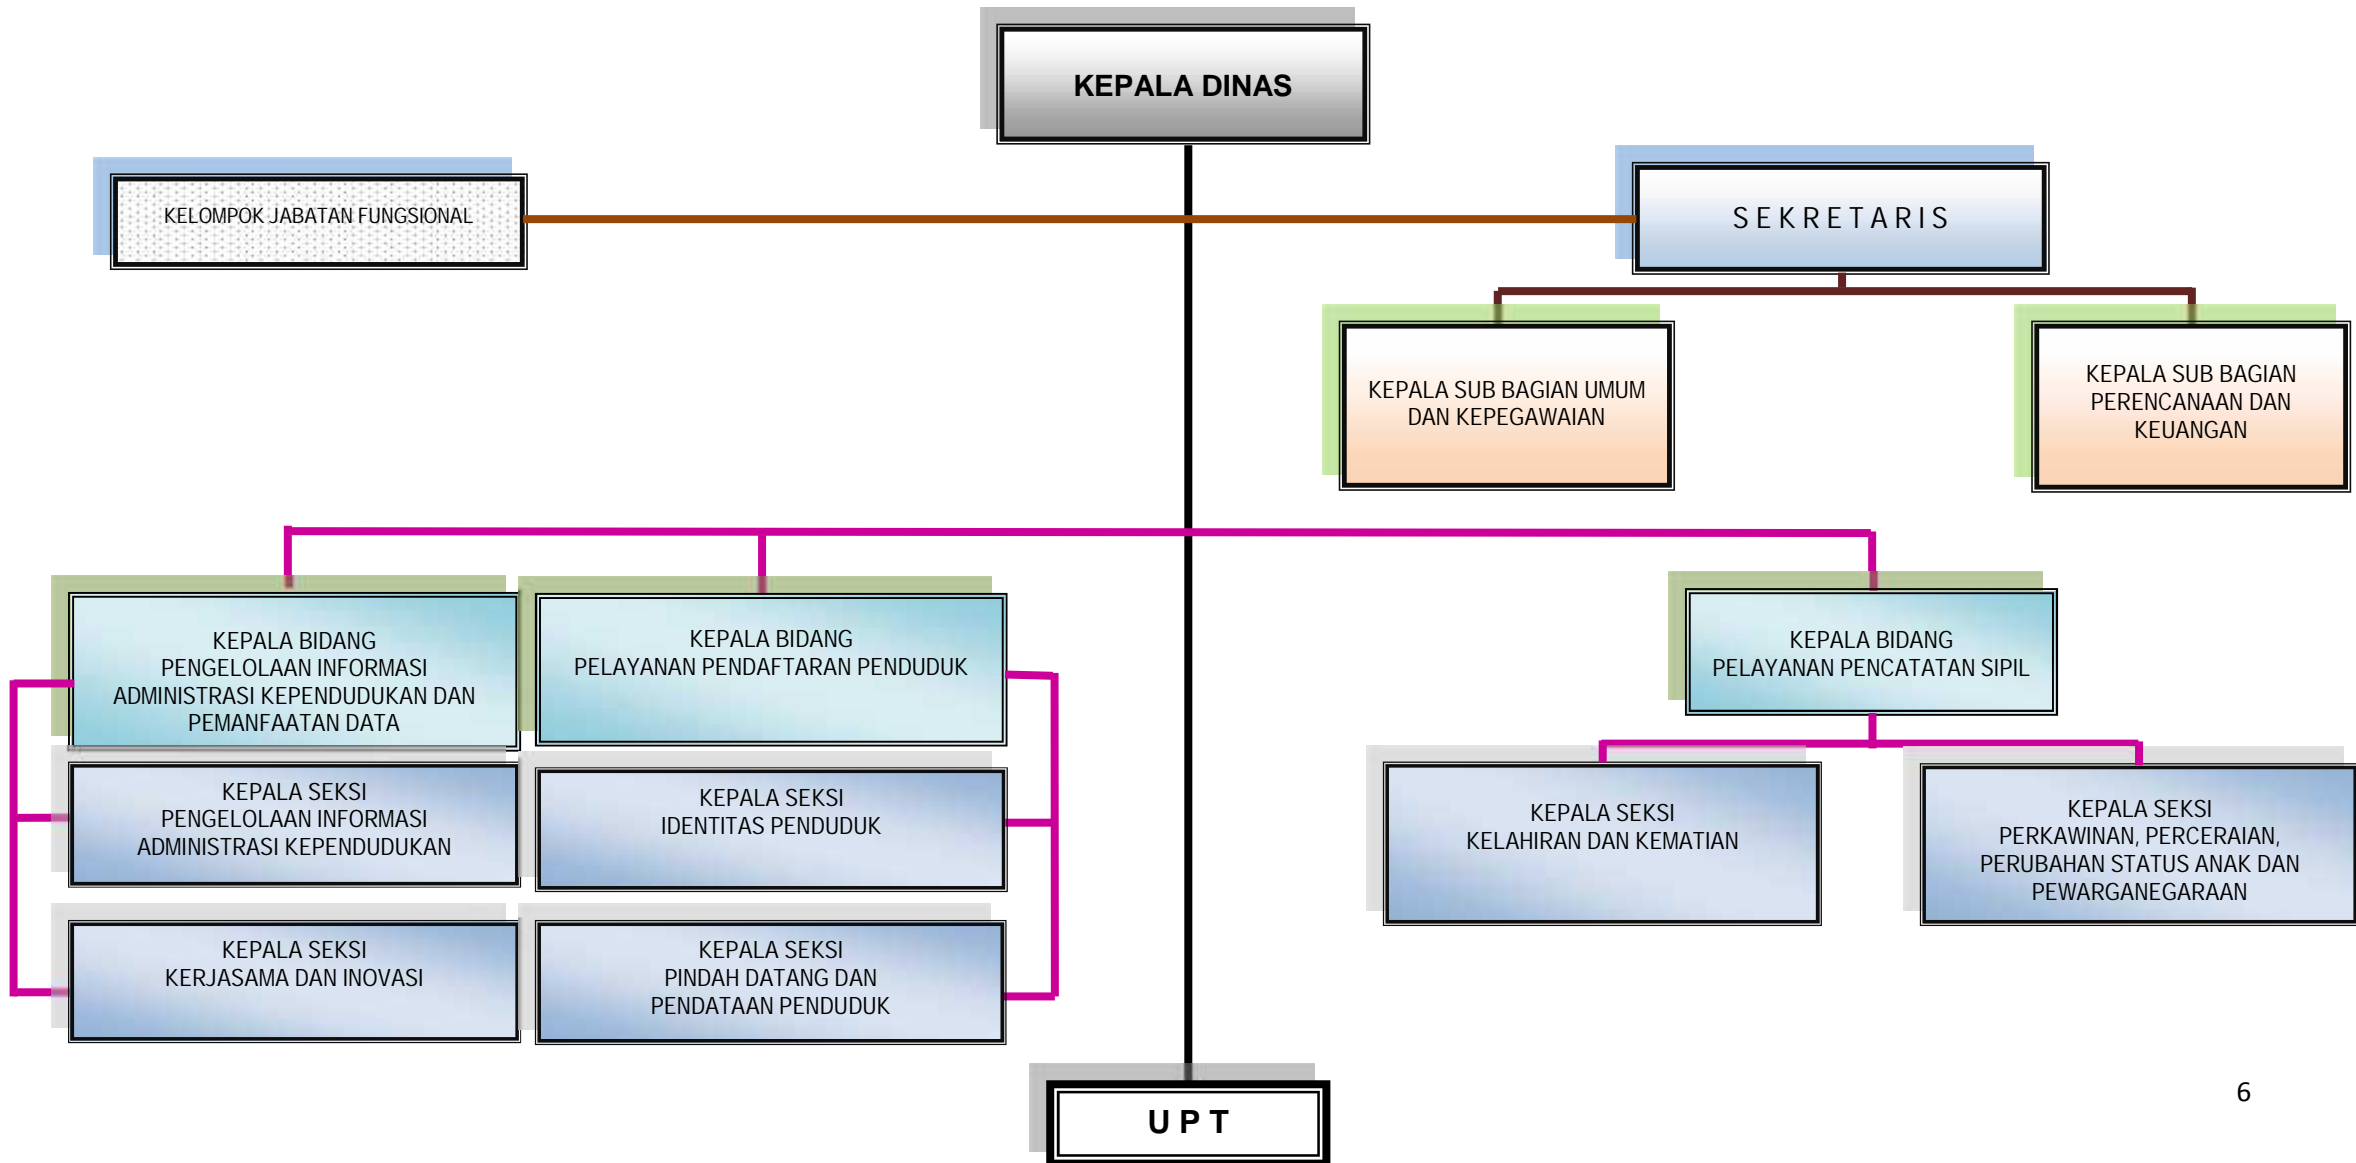 KEPALA DINAS
KELOMPOK JABATAN FUNGSIONAL
S E K R E T A R I S
KEPALA SUB BAGIAN UMUM
DAN KEPEGAWAIAN
KEPALA SUB BAGIAN
PERENCANAAN DAN
KEUANGAN
KEPALA BIDANG
PENGELOLAAN INFORMASI
ADMINISTRASI KEPENDUDUKAN DAN
PEMANFAATAN DATA
KEPALA BIDANG
PELAYANAN PENDAFTARAN PENDUDUK
KEPALA BIDANG
PELAYANAN PENCATATAN SIPIL
KEPALA SEKSI
PENGELOLAAN INFORMASI
ADMINISTRASI KEPENDUDUKAN
KEPALA SEKSI
IDENTITAS PENDUDUK
KEPALA SEKSI
KELAHIRAN DAN KEMATIAN
KEPALA SEKSI
PERKAWINAN, PERCERAIAN,
PERUBAHAN STATUS ANAK DAN
PEWARGANEGARAAN
KEPALA SEKSI
KERJASAMA DAN INOVASI
KEPALA SEKSI
PINDAH DATANG DAN
PENDATAAN PENDUDUK
U P T
6